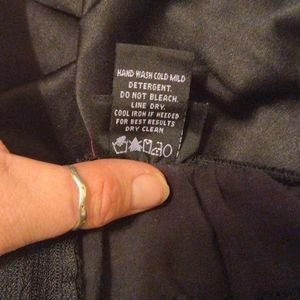 HAND WASH COLD MILD
DETERGENT.
DO NOT BLEACH.
LINE DRY.
COOL IRON IF NEEDED
FOR BEST RESULTS
DRY CLEAN